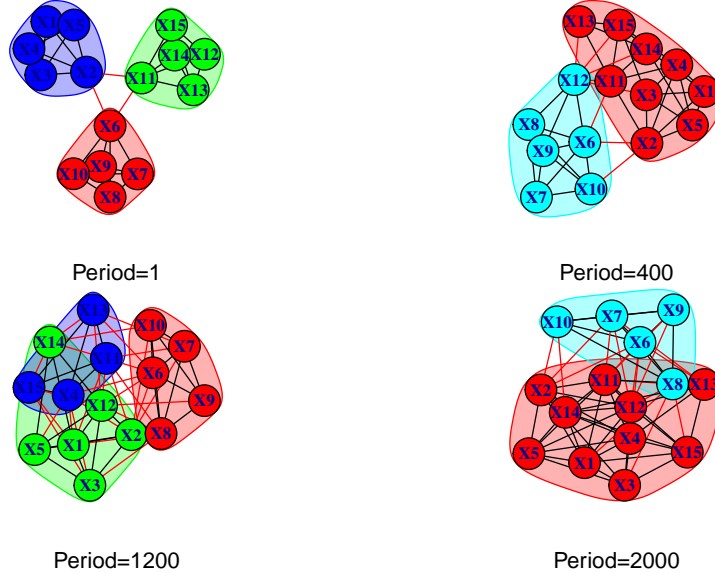 X15
X1 X5
X4 X14 X12
X3 X2 X11 X13
X6
X9
X10 X7
X8
Period=1
X13 X15
X14
X12 X11 X4
X3 X1
X8 X5
X9 X6 X2
X7 X10
Period=400
X13
X10
X14 X7
X11
X6
X15 X4 X12 X9
X5 X1 X2 X8
X3
Period=1200
X10 X7 X9
X6
X2 X11 X8 X13
X14 X12
X4
X5 X1 X15
X3
Period=2000